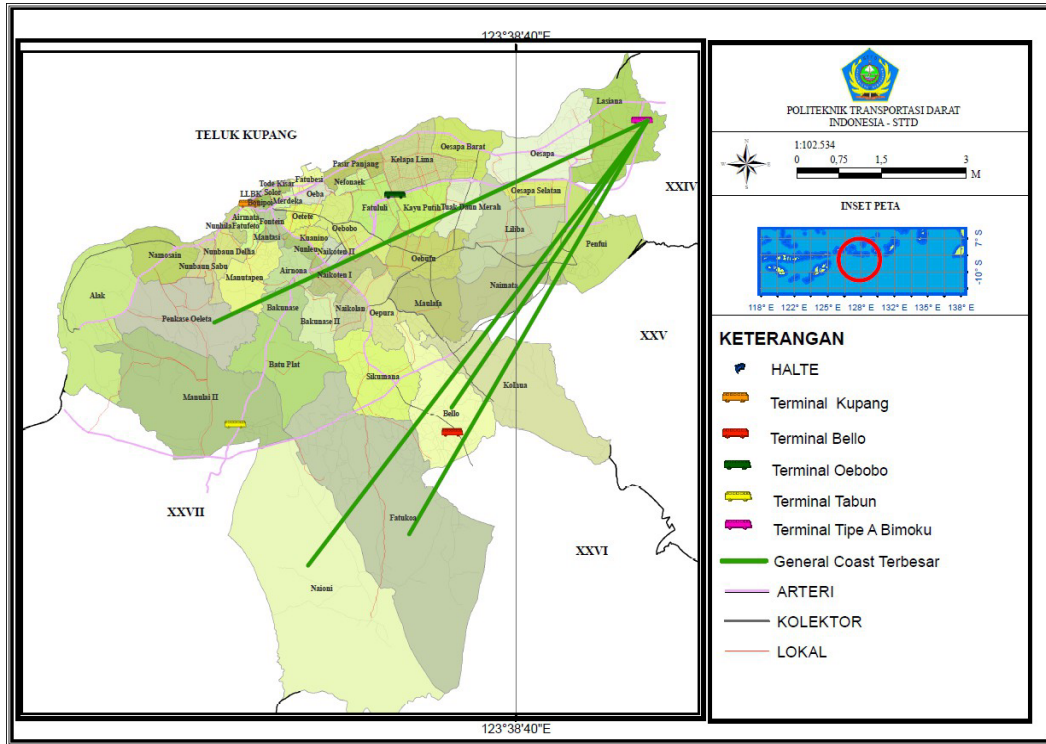 123°38'40"E
TELUK KUPANG
Lasiana
Oesapa Barat
Oesapa
Pasir Panjang
Kelapa Lima
Nefonaek
Fatubesi
Tode Kisar
Oeba
LLBK
Solor
Bonipoi
Merdeka
Oesapa Selatan
XXIV
Fatululi
Kayu Putih
Tuak Daun Merah
Airmata
Oetete
Fontein
Nunhila
Fatufeto
Oebobo
Liliba
Mantasi
Kuanino
Penfui
Namosain
Nunbaun Delha
Nunleu
Naikoten II
Oebufu
Nunbaun Sabu
Airnona
Naikoten I
Manutapen
Naimata
Alak
Maulafa
Bakunase
Naikolan
Oepura
Penkase Oeleta
Bakunase II
XXV
Batu Plat
Sikumana
Kolhua
Manulai II
Bello
XXVII
Fatukoa
XXVI
Naioni
123°38'40"E
POLITEKNIK TRANSPORTASI DARAT
INDONESIA - STTD
1:102.534
0 0,75 1,5 3
M
INSET PETA
7° S
-10° S
118° E 122° E 125° E 128° E 132° E 135° E 138° E
KETERANGAN
HALTE
Terminal Kupang
Terminal Bello
Terminal Oebobo
Terminal Tabun
Terminal Tipe A Bimoku
General Coast Terbesar
ARTERI
KOLEKTOR
LOKAL